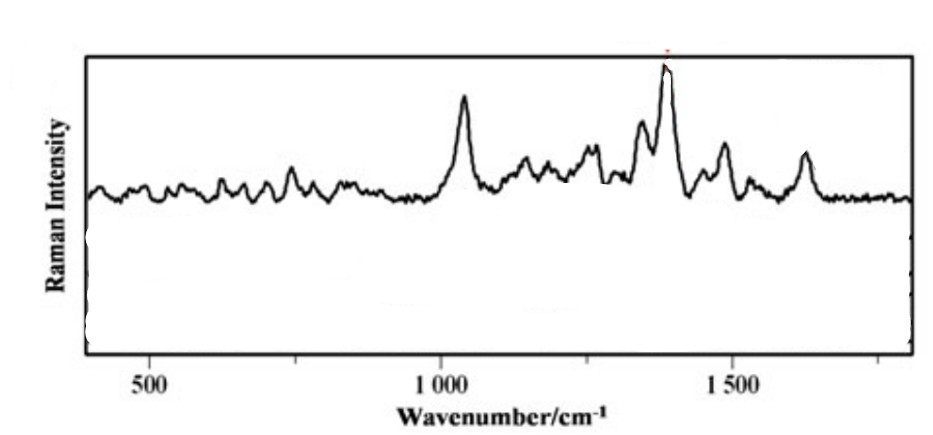 Raman Intensity
500 1 000 1 500
Wavenumber/cm⁻¹